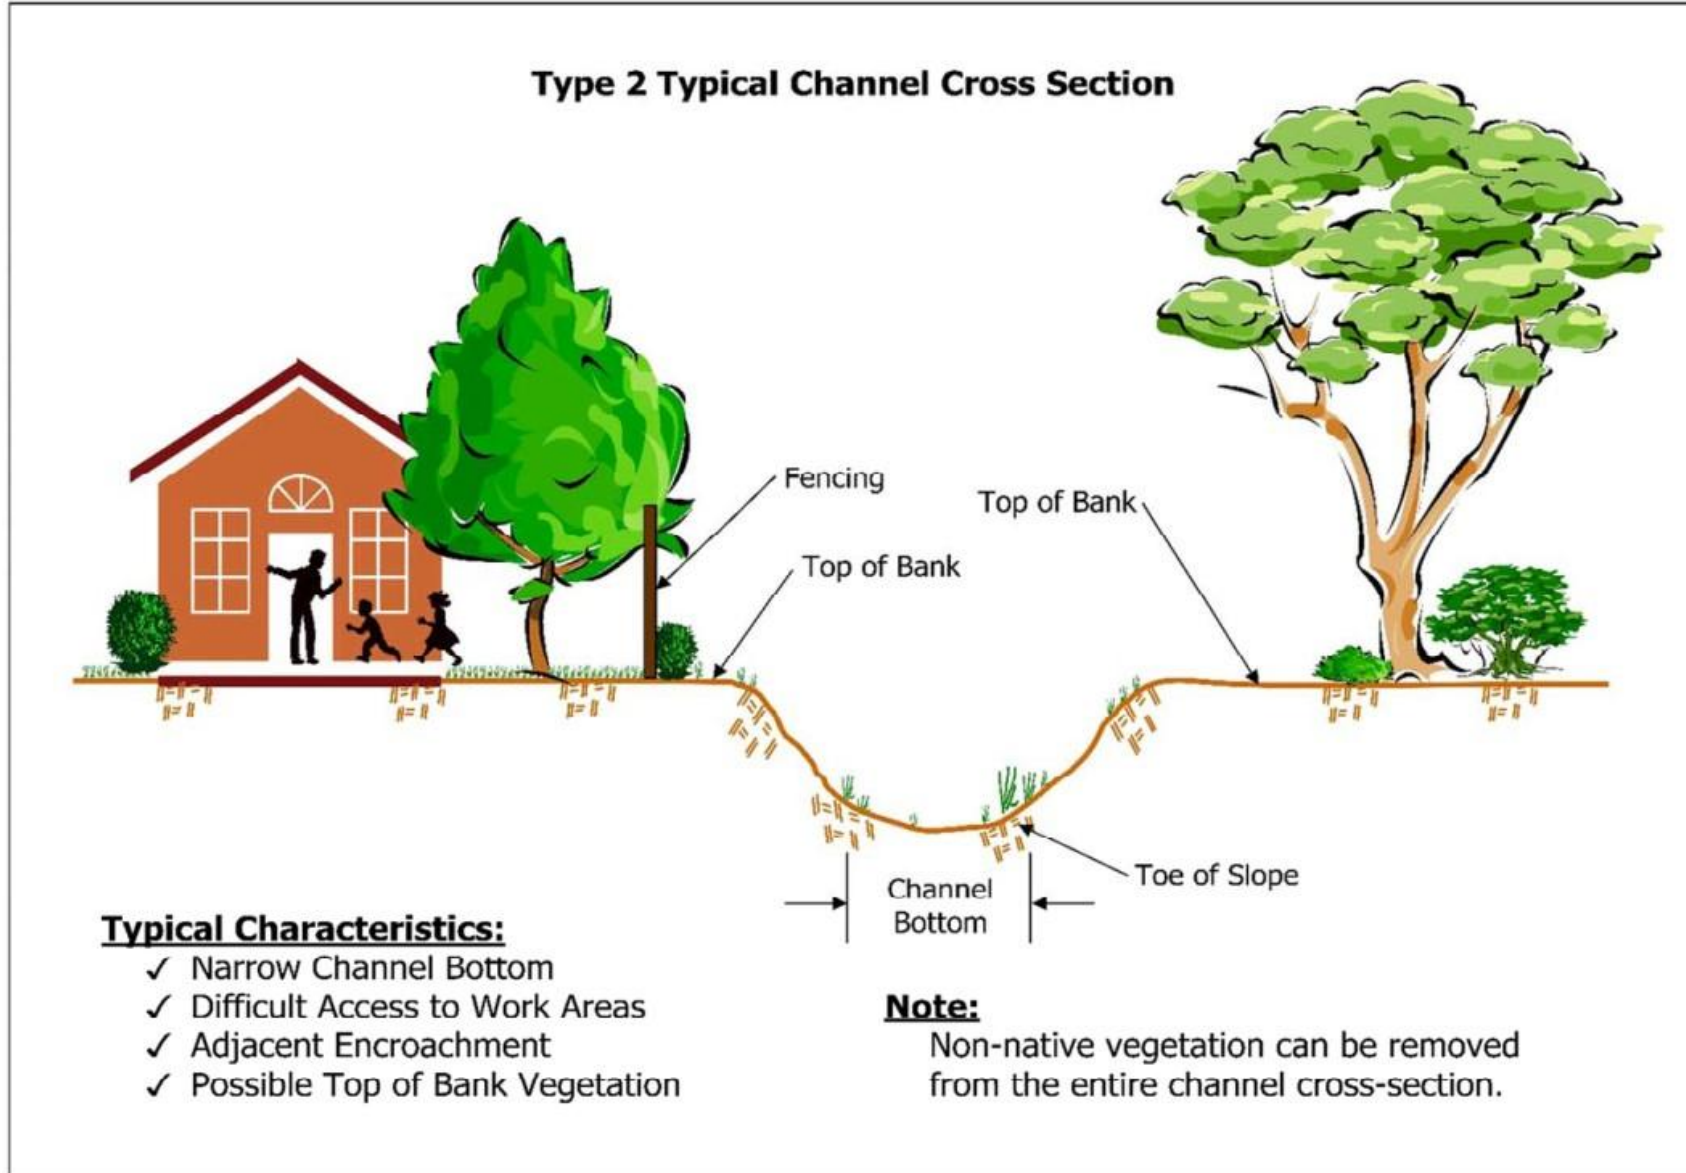 Type 2 Typical Channel Cross Section
Fencing
Top of Bank
Top of Bank
Toe of Slope
Channel
Bottom
Typical Characteristics:
✓ Narrow Channel Bottom
✓ Difficult Access to Work Areas
✓ Adjacent Encroachment
✓ Possible Top of Bank Vegetation
Note:
Non-native vegetation can be removed
from the entire channel cross-section.